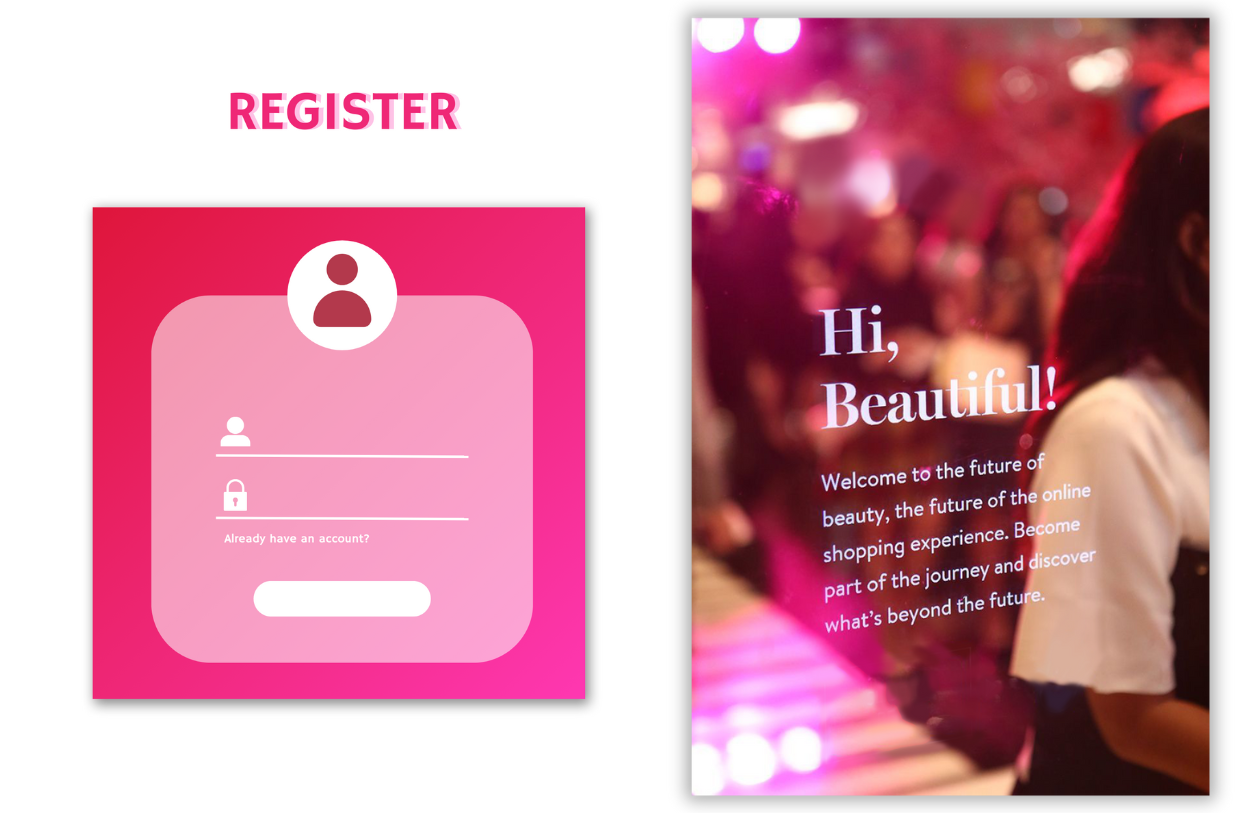 REGISTER
Already have an account?
Hi,
Beautiful!
Welcome to the future of
beauty, the future of the online
shopping experience. Become
part of the journey and discover
what’s beyond the future.